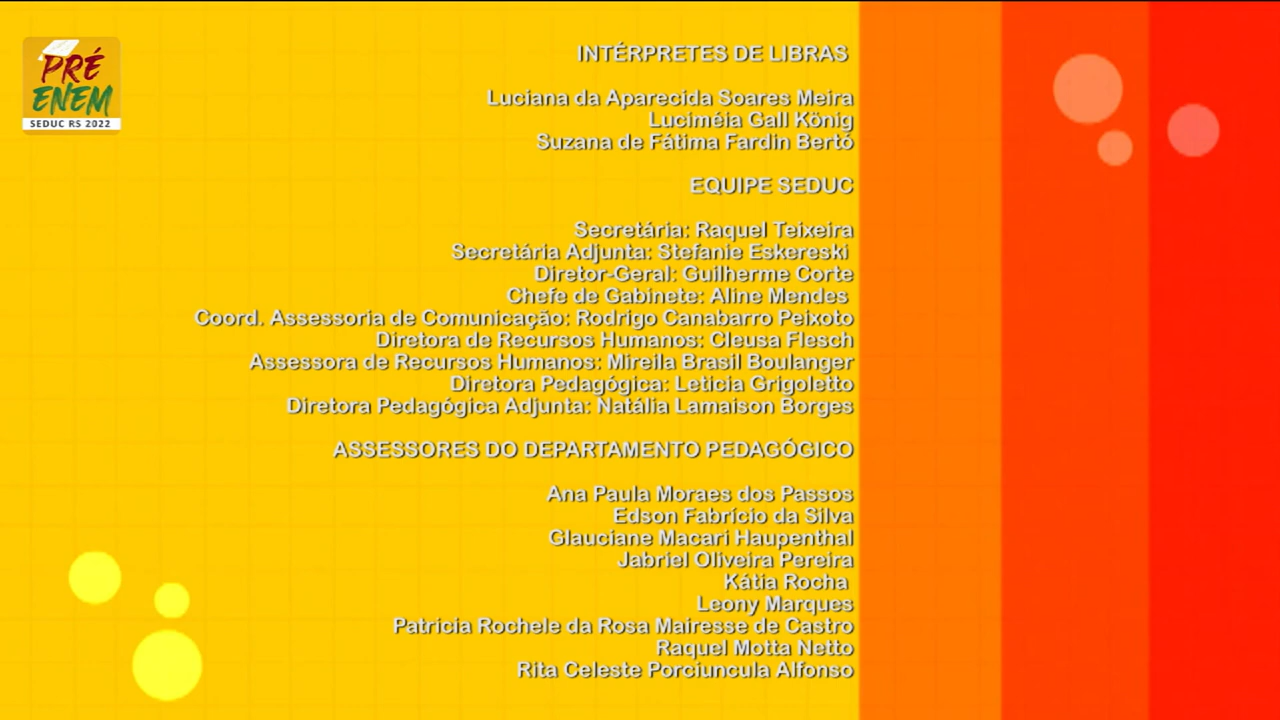 PRÉ
ENEM
SEDUC RS 2022
INTÉRPRETES DE LIBRAS
Luciana da Aparecida Soares Meira
Luciméia Gall König
Suzana de Fátima Fardin Bertó
EQUIPE SEDUC
Secretária: Raquel Teixeira
Secretária Adjunta: Stefanie Eskereski
Diretor-Geral: Guilherme Corte
Chefe de Gabinete: Aline Mendes
Coord. Assessoria de Comunicação: Rodrigo Canabarro Peixoto
Diretora de Recursos Humanos: Cleusa Flesch
Assessora de Recursos Humanos: Mireila Brasil Boulanger
Diretora Pedagógica: Leticia Grigoletto
Diretora Pedagógica Adjunta: Natália Lamaison Borges
ASSESSORES DO DEPARTAMENTO PEDAGÓGICO
Ana Paula Moraes dos Passos
Edson Fabrício da Silva
Glauciane Macari Haupenthal
Jabriel Oliveira Pereira
Kátia Rocha
Leony Marques
Patricia Rochele da Rosa Mairesse de Castro
Raquel Motta Netto
Rita Celeste Porciuncula Alfonso